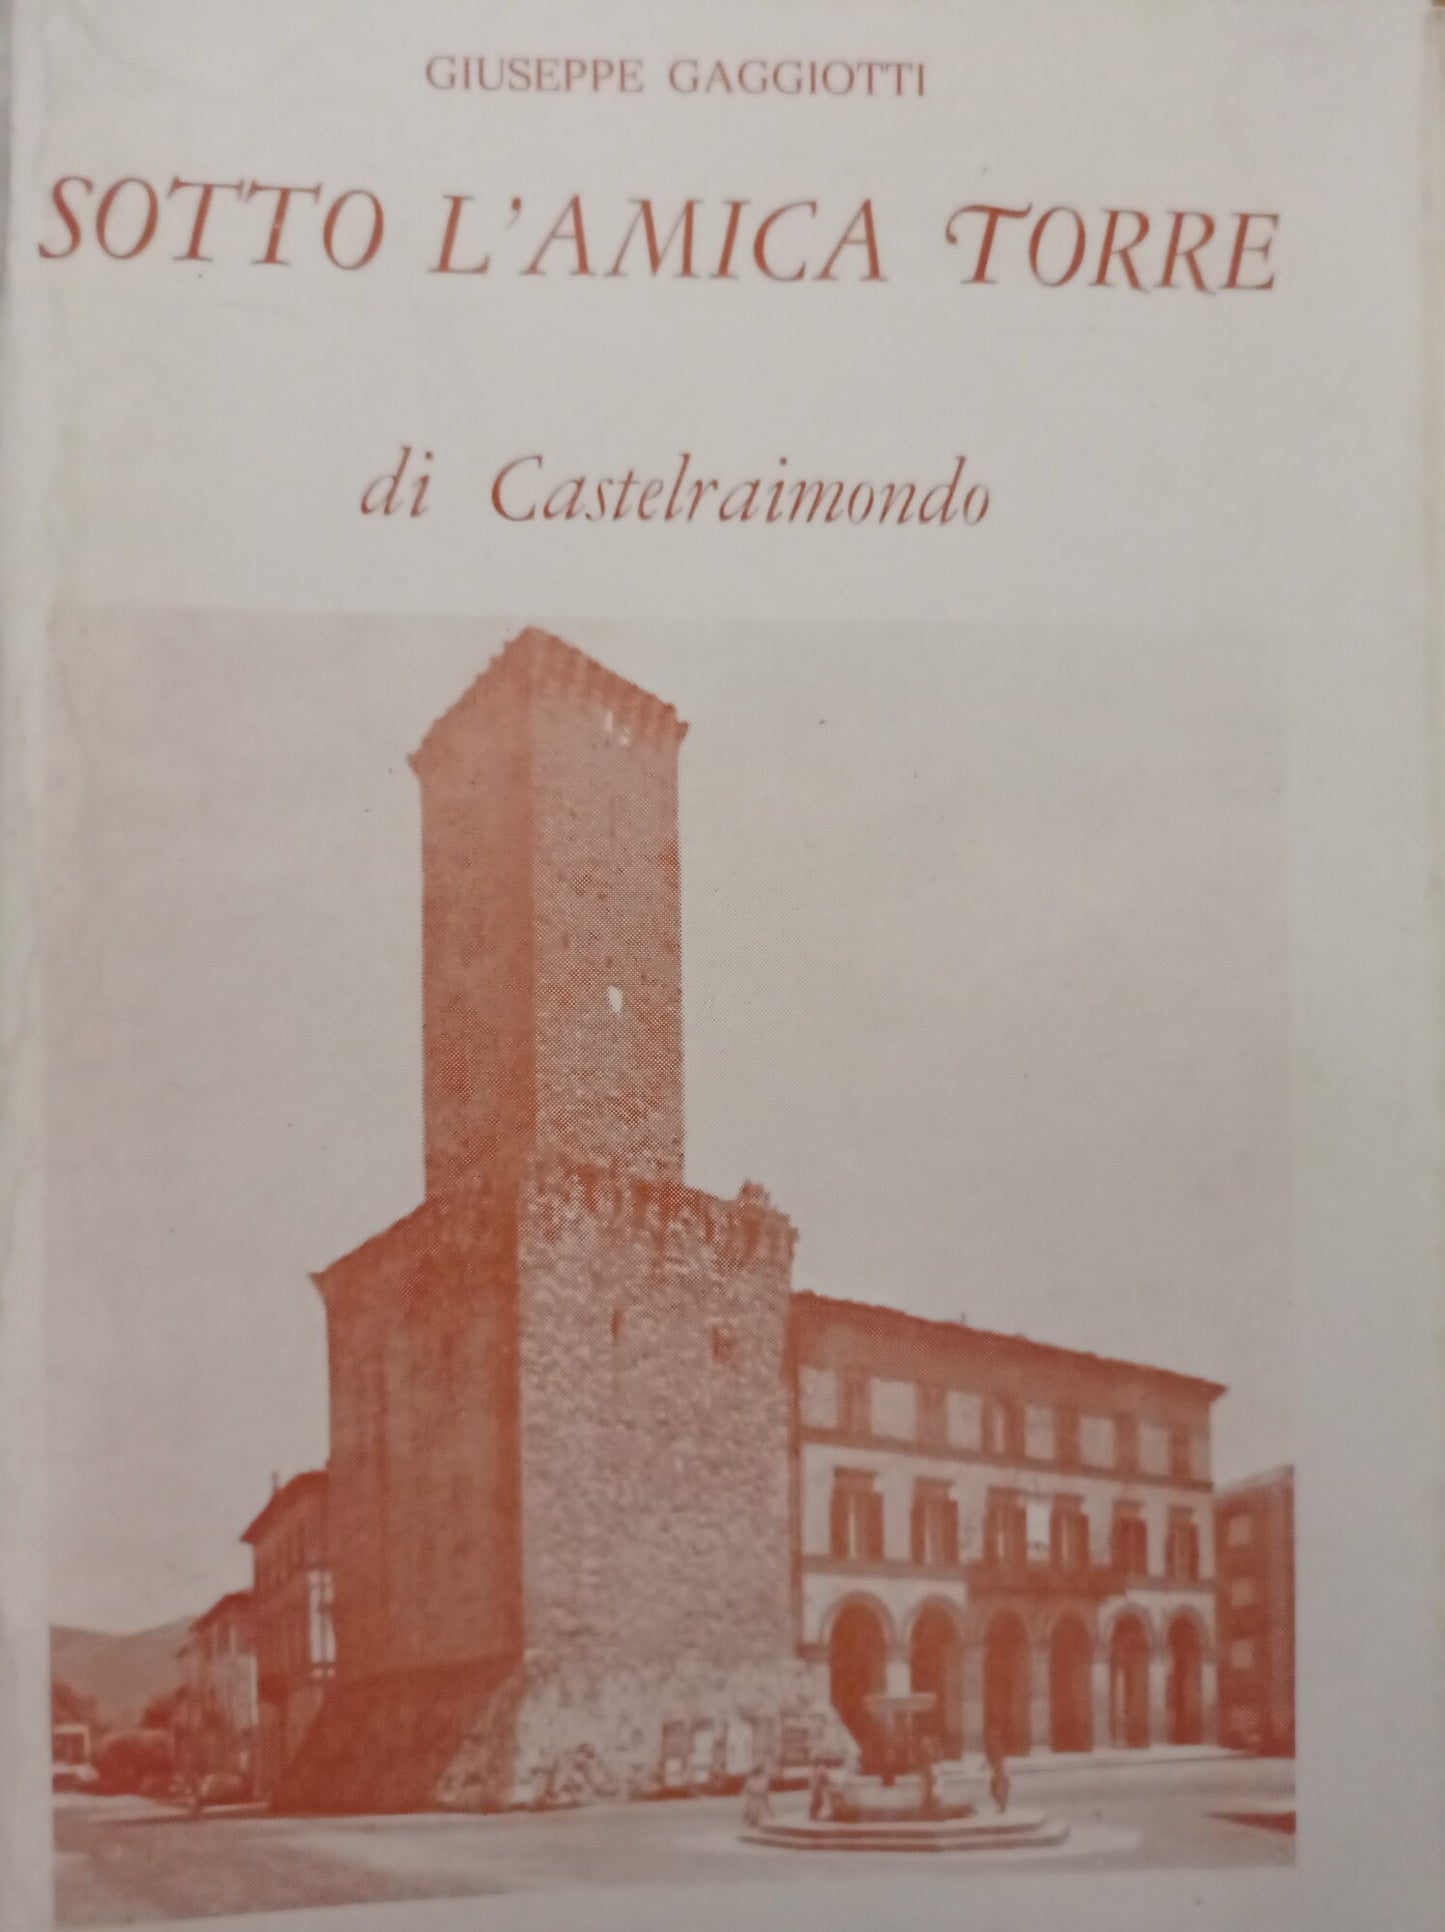 GIUSEPPE GAGGIOTTI
SOTTO L'AMICA TORRE
di Castelraimondo